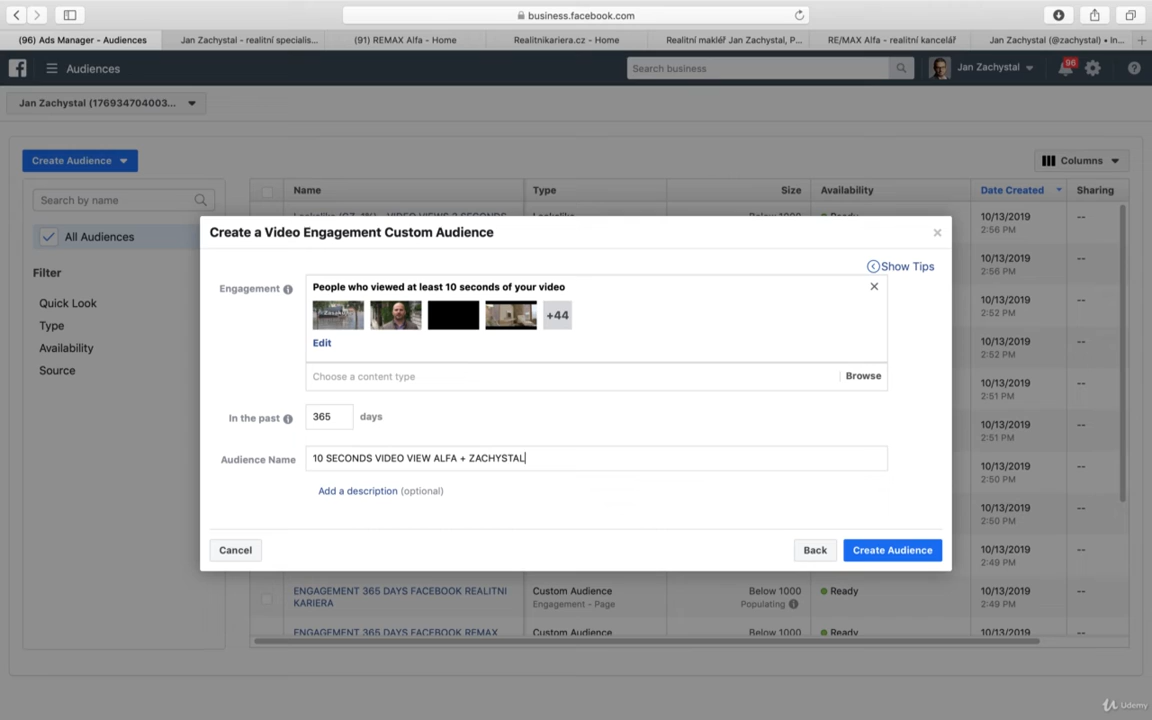 business.facebook.com
(96) Ads Manager - Audiences
Jan Zachystal - realitní specialis...
(91) REMAX Alfa - Home
Realitnikariera.cz - Home
Realitní makléř Jan Zachystal, P...
RE/MAX Alfa - realitní kancelář
Jan Zachystal (@zachystal) • In...
Audiences
Search business
Jan Zachystal
96
Jan Zachystal (176934704003...
Create Audience
Columns
Search by name
All Audiences
Filter
Quick Look
Type
Availability
Source
Name
Type
Size
Availability
Date Created
Sharing
10/13/2019
2:56 PM
--
10/13/2019
2:56 PM
--
10/13/2019
2:52 PM
--
10/13/2019
2:52 PM
--
10/13/2019
2:51 PM
--
10/13/2019
2:51 PM
--
10/13/2019
2:50 PM
--
10/13/2019
2:50 PM
--
10/13/2019
2:49 PM
--
Create a Video Engagement Custom Audience
Show Tips
Engagement
People who viewed at least 10 seconds of your video
+44
Edit
Choose a content type
Browse
In the past
365
days
Audience Name
10 SECONDS VIDEO VIEW ALFA + ZACHYSTAL
Add a description (optional)
Cancel
Back
Create Audience
ENGAGEMENT 365 DAYS FACEBOOK REALITNI
KARIERA
Custom Audience
Engagement - Page
Below 1000
Populating
Ready
10/13/2019
2:49 PM
--
ENGAGEMENT 365 DAYS FACEBOOK REMAX
Custom Audience
Below 1000
Ready
10/13/2019
--
Udemy